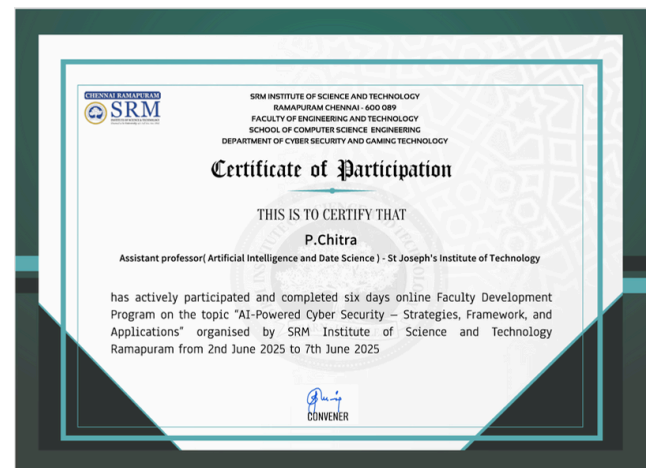 CHENNAI RAMAPURAM
SRM
SRM INSTITUTE OF SCIENCE AND TECHNOLOGY
RAMAPURAM CHENNAI - 600 089
FACULTY OF ENGINEERING AND TECHNOLOGY
SCHOOL OF COMPUTER SCIENCE ENGINEERING
DEPARTMENT OF CYBER SECURITY AND GAMING TECHNOLOGY
Certificate of Participation
THIS IS TO CERTIFY THAT
P.Chitra
Assistant professor( Artificial Intelligence and Date Science ) - St Joseph's Institute of Technology
has actively participated and completed six days online Faculty Development
Program on the topic "AI-Powered Cyber Security – Strategies, Framework, and
Applications" organised by SRM Institute of Science and Technology
Ramapuram from 2nd June 2025 to 7th June 2025
CONVENER